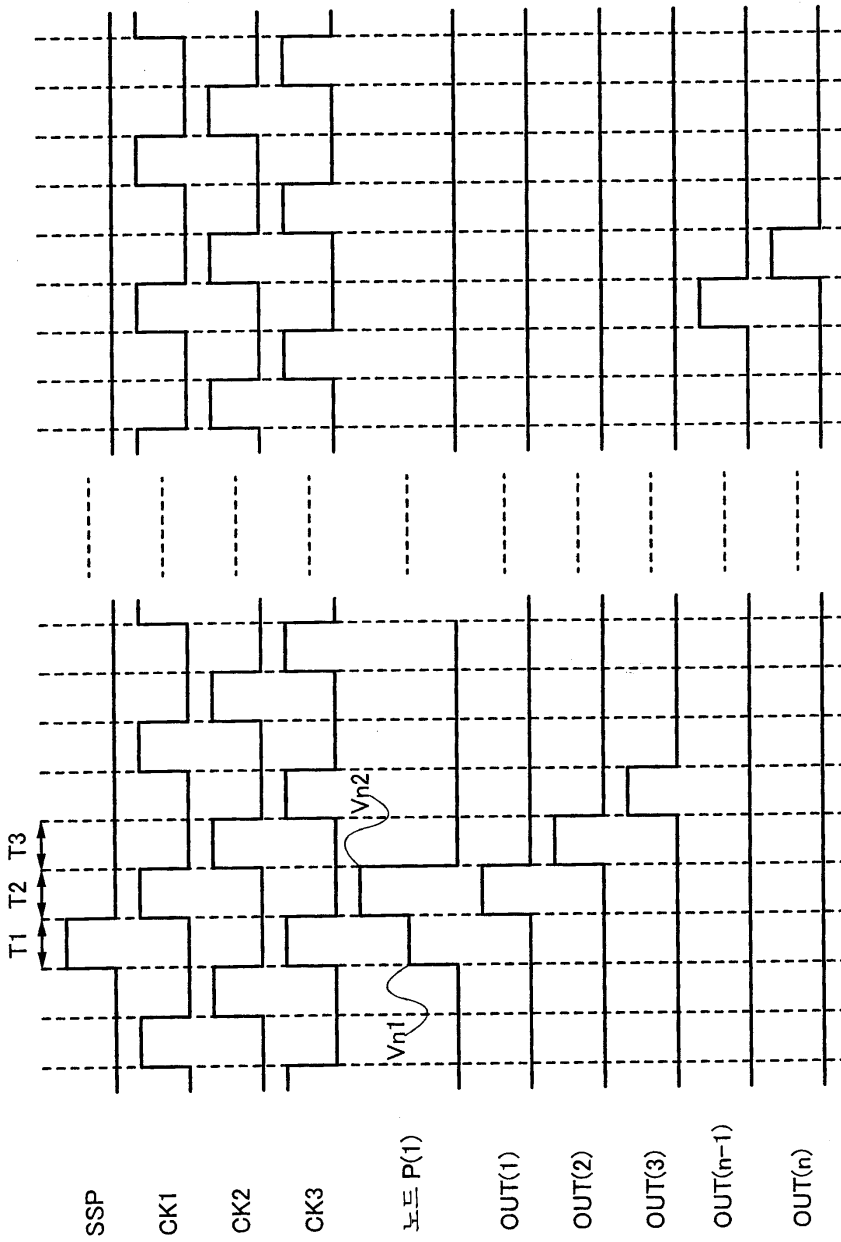 T1 T2 T3
SSP
CK1
CK2
CK3
Vn1
Vn2
노드 P(1)
OUT(1)
OUT(2)
OUT(3)
OUT(n-1)
OUT(n)